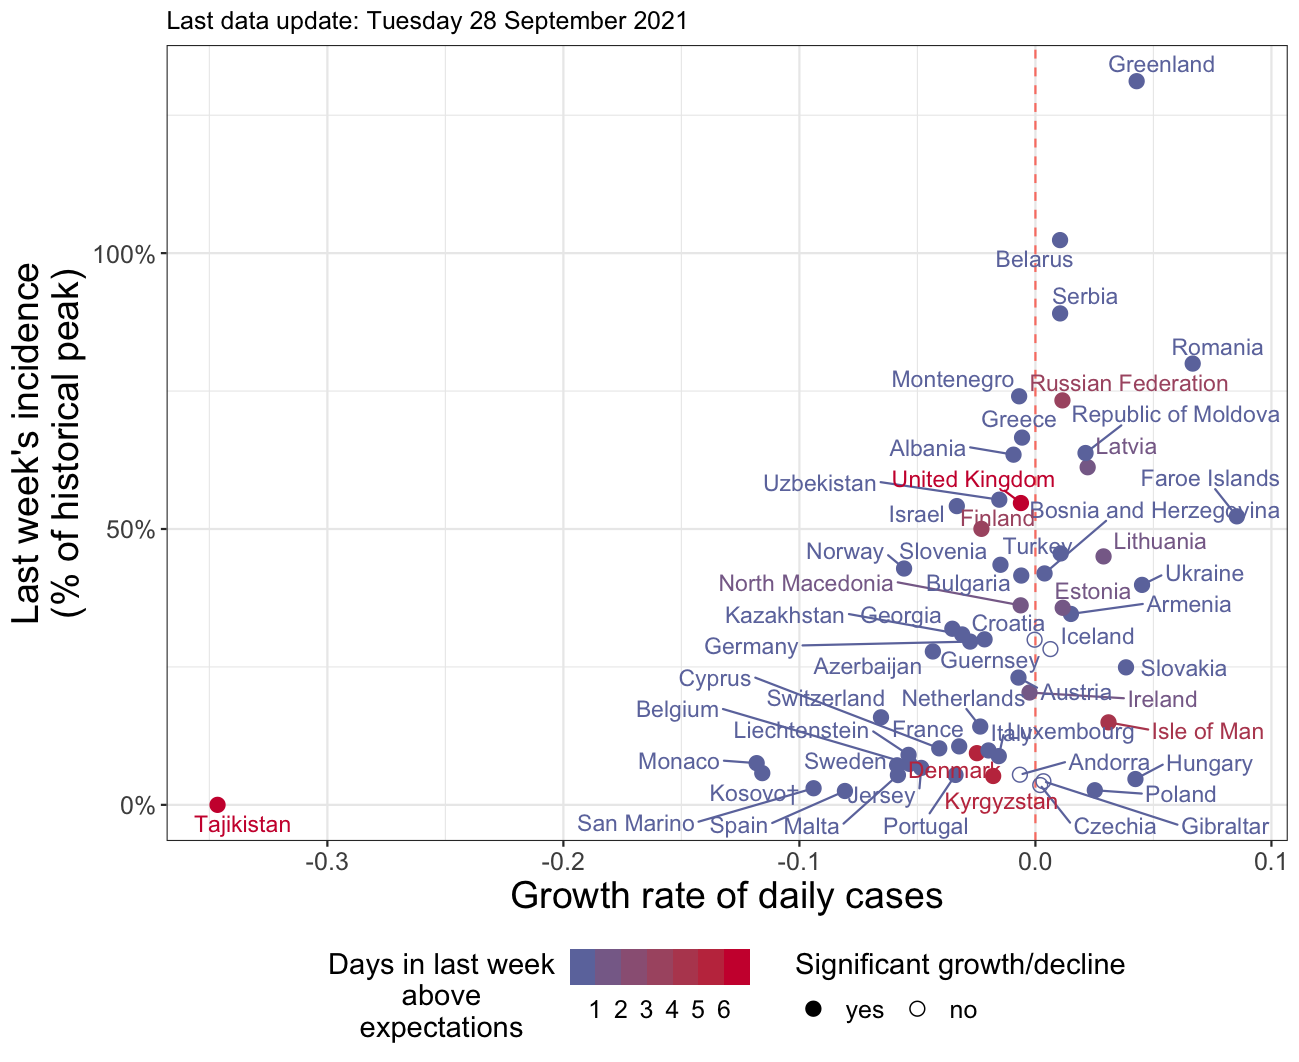 Last data update: Tuesday 28 September 2021
Greenland
100%
Belarus
Serbia
Romania
Montenegro
Russian Federation
Greece
Republic of Moldova
Albania
Latvia
United Kingdom
Uzbekistan
Faroe Islands
Israel
Finland
Bosnia and Herzegovina
50%
Norway
Slovenia
Turkey
Lithuania
North Macedonia
Bulgaria
Ukraine
Estonia
Armenia
Kazakhstan
Georgia
Croatia
Iceland
Germany
Azerbaijan
Guernsey
Slovakia
Cyprus
Switzerland
Netherlands
Austria
Ireland
Belgium
Liechtenstein
France
Italy
Luxembourg
Isle of Man
Monaco
Sweden
Denmark
Andorra
Hungary
Kosovo†
Jersey
Kyrgyzstan
Poland
0%
Tajikistan
San Marino
Spain
Malta
Portugal
Czechia
Gibraltar
Last week's incidence
(% of historical peak)
-0.3
-0.2
-0.1
0.0
0.1
Growth rate of daily cases
Days in last week
above
expectations
1 2 3 4 5 6
Significant growth/decline
yes
no